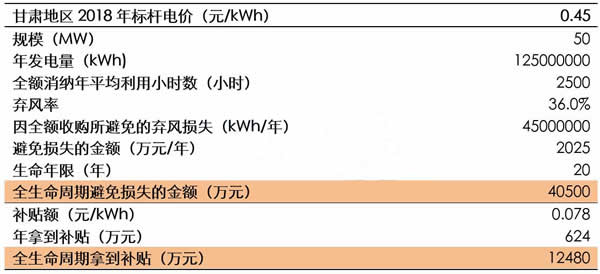 甘肃地区 2018 年标杆电价（元/kWh） 0.45
规模（MW） 50
年发电量（kWh) 125000000
全额消纳年平均利用小时数（小时） 2500
弃风率 36.0%
因全额收购所避免的弃风损失（kWh/年） 45000000
避免损失的金额（万元/年） 2025
生命年限（年） 20
全生命周期避免损失的金额（万元） 40500
补贴额（元/kWh） 0.078
年拿到补贴（万元） 624
全生命周期拿到补贴（万元） 12480